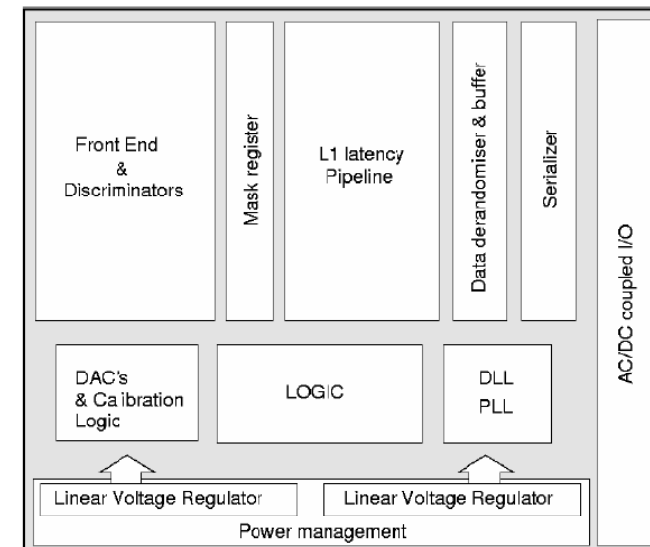 Front End
&
Discriminators
Mask register
L1 latency
Pipeline
Data derandomiser & buffer
Serializer
AC/DC coupled I/O
DAC's
& Calibration
Logic
LOGIC
DLL
PLL
Linear Voltage Regulator
Linear Voltage Regulator
Power management